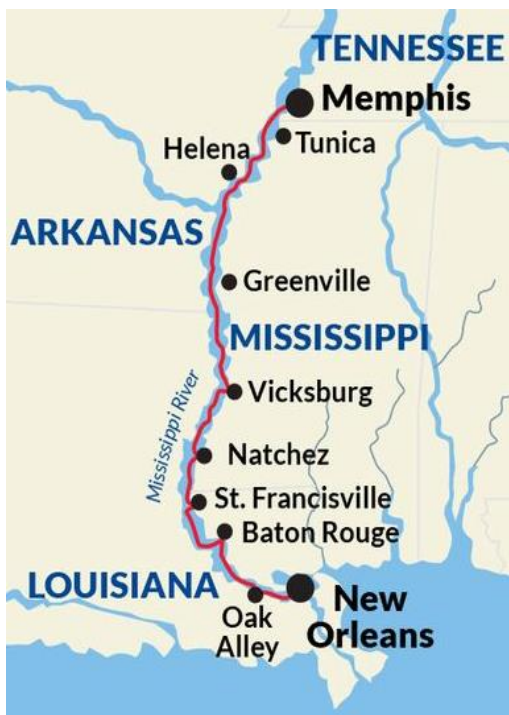 TENNESSEE
Memphis
Tunica
Helena
ARKANSAS
Greenville
MISSISSIPPI
Vicksburg
Mississippi River
Natchez
St. Francisville
Baton Rouge
LOUISIANA
Oak
Alley
New
Orleans